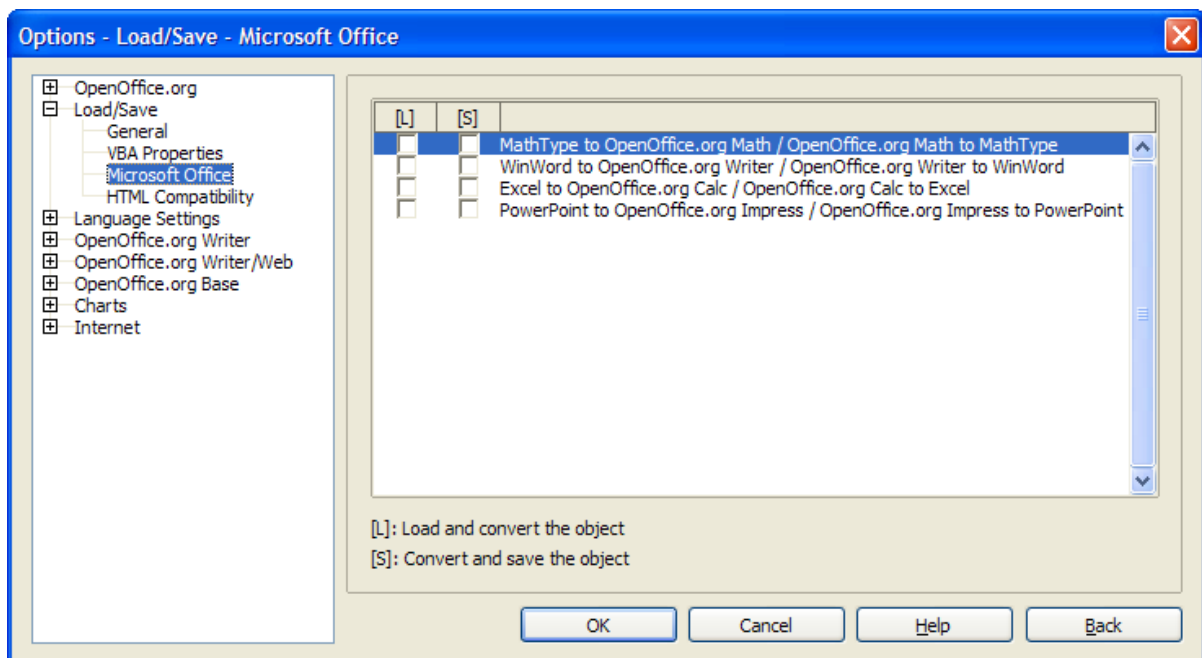 Options - Load/Save - Microsoft Office
OpenOffice.org
Load/Save
General
VBA Properties
Microsoft Office
HTML Compatibility
Language Settings
OpenOffice.org Writer
OpenOffice.org Writer/Web
OpenOffice.org Base
Charts
Internet
[L] [S]
MathType to OpenOffice.org Math / OpenOffice.org Math to MathType
WinWord to OpenOffice.org Writer / OpenOffice.org Writer to WinWord
Excel to OpenOffice.org Calc / OpenOffice.org Calc to Excel
PowerPoint to OpenOffice.org Impress / OpenOffice.org Impress to PowerPoint
[L]: Load and convert the object
[S]: Convert and save the object
OK Cancel Help Back